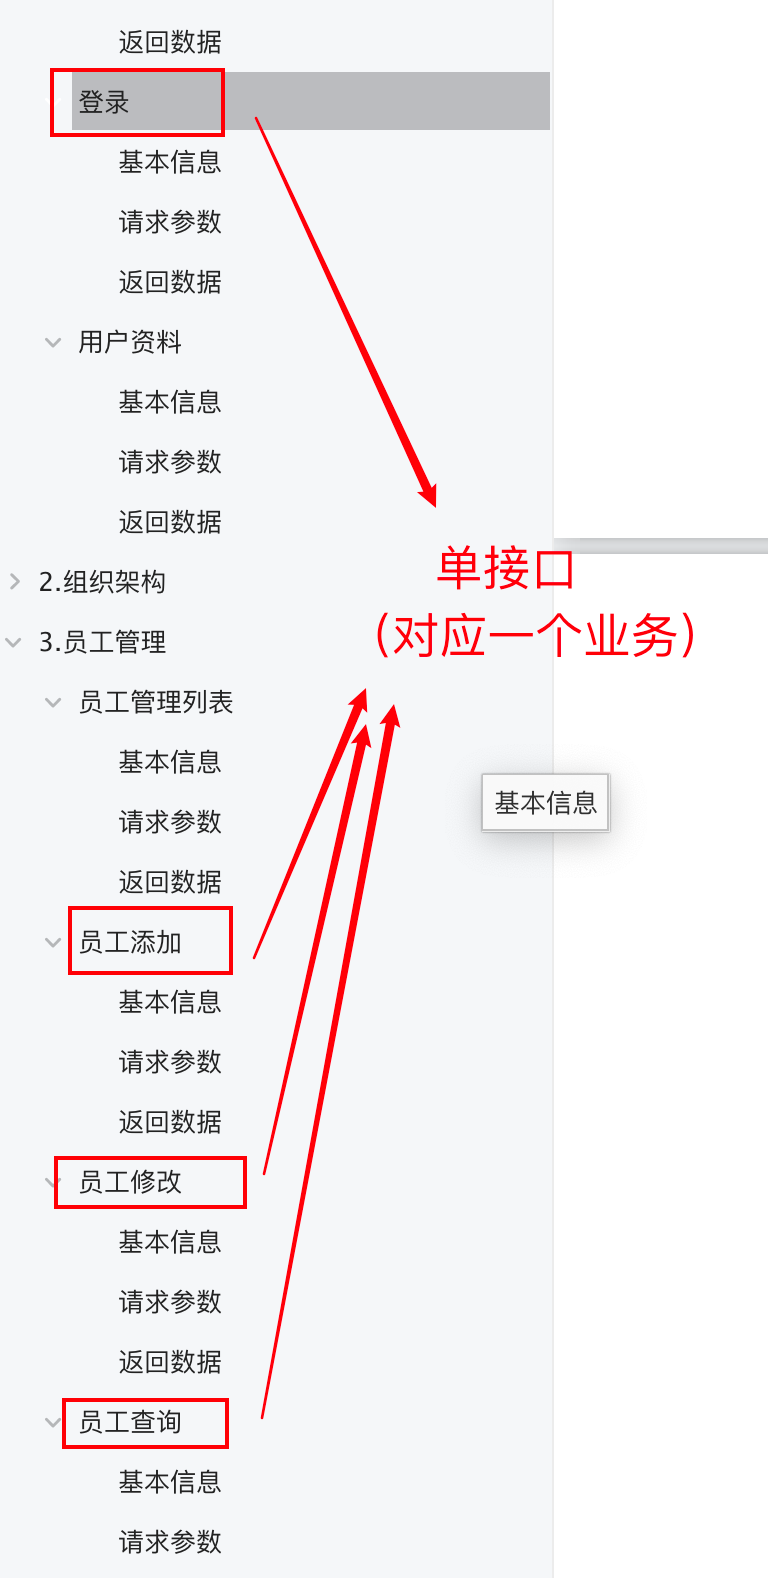 返回数据
登录
基本信息
请求参数
返回数据
用户资料
基本信息
请求参数
返回数据
单接口
2.组织架构
(对应一个业务)
3.员工管理
员工管理列表
基本信息
基本信息
请求参数
返回数据
员工添加
基本信息
请求参数
返回数据
员工修改
基本信息
请求参数
返回数据
员工查询
基本信息
请求参数